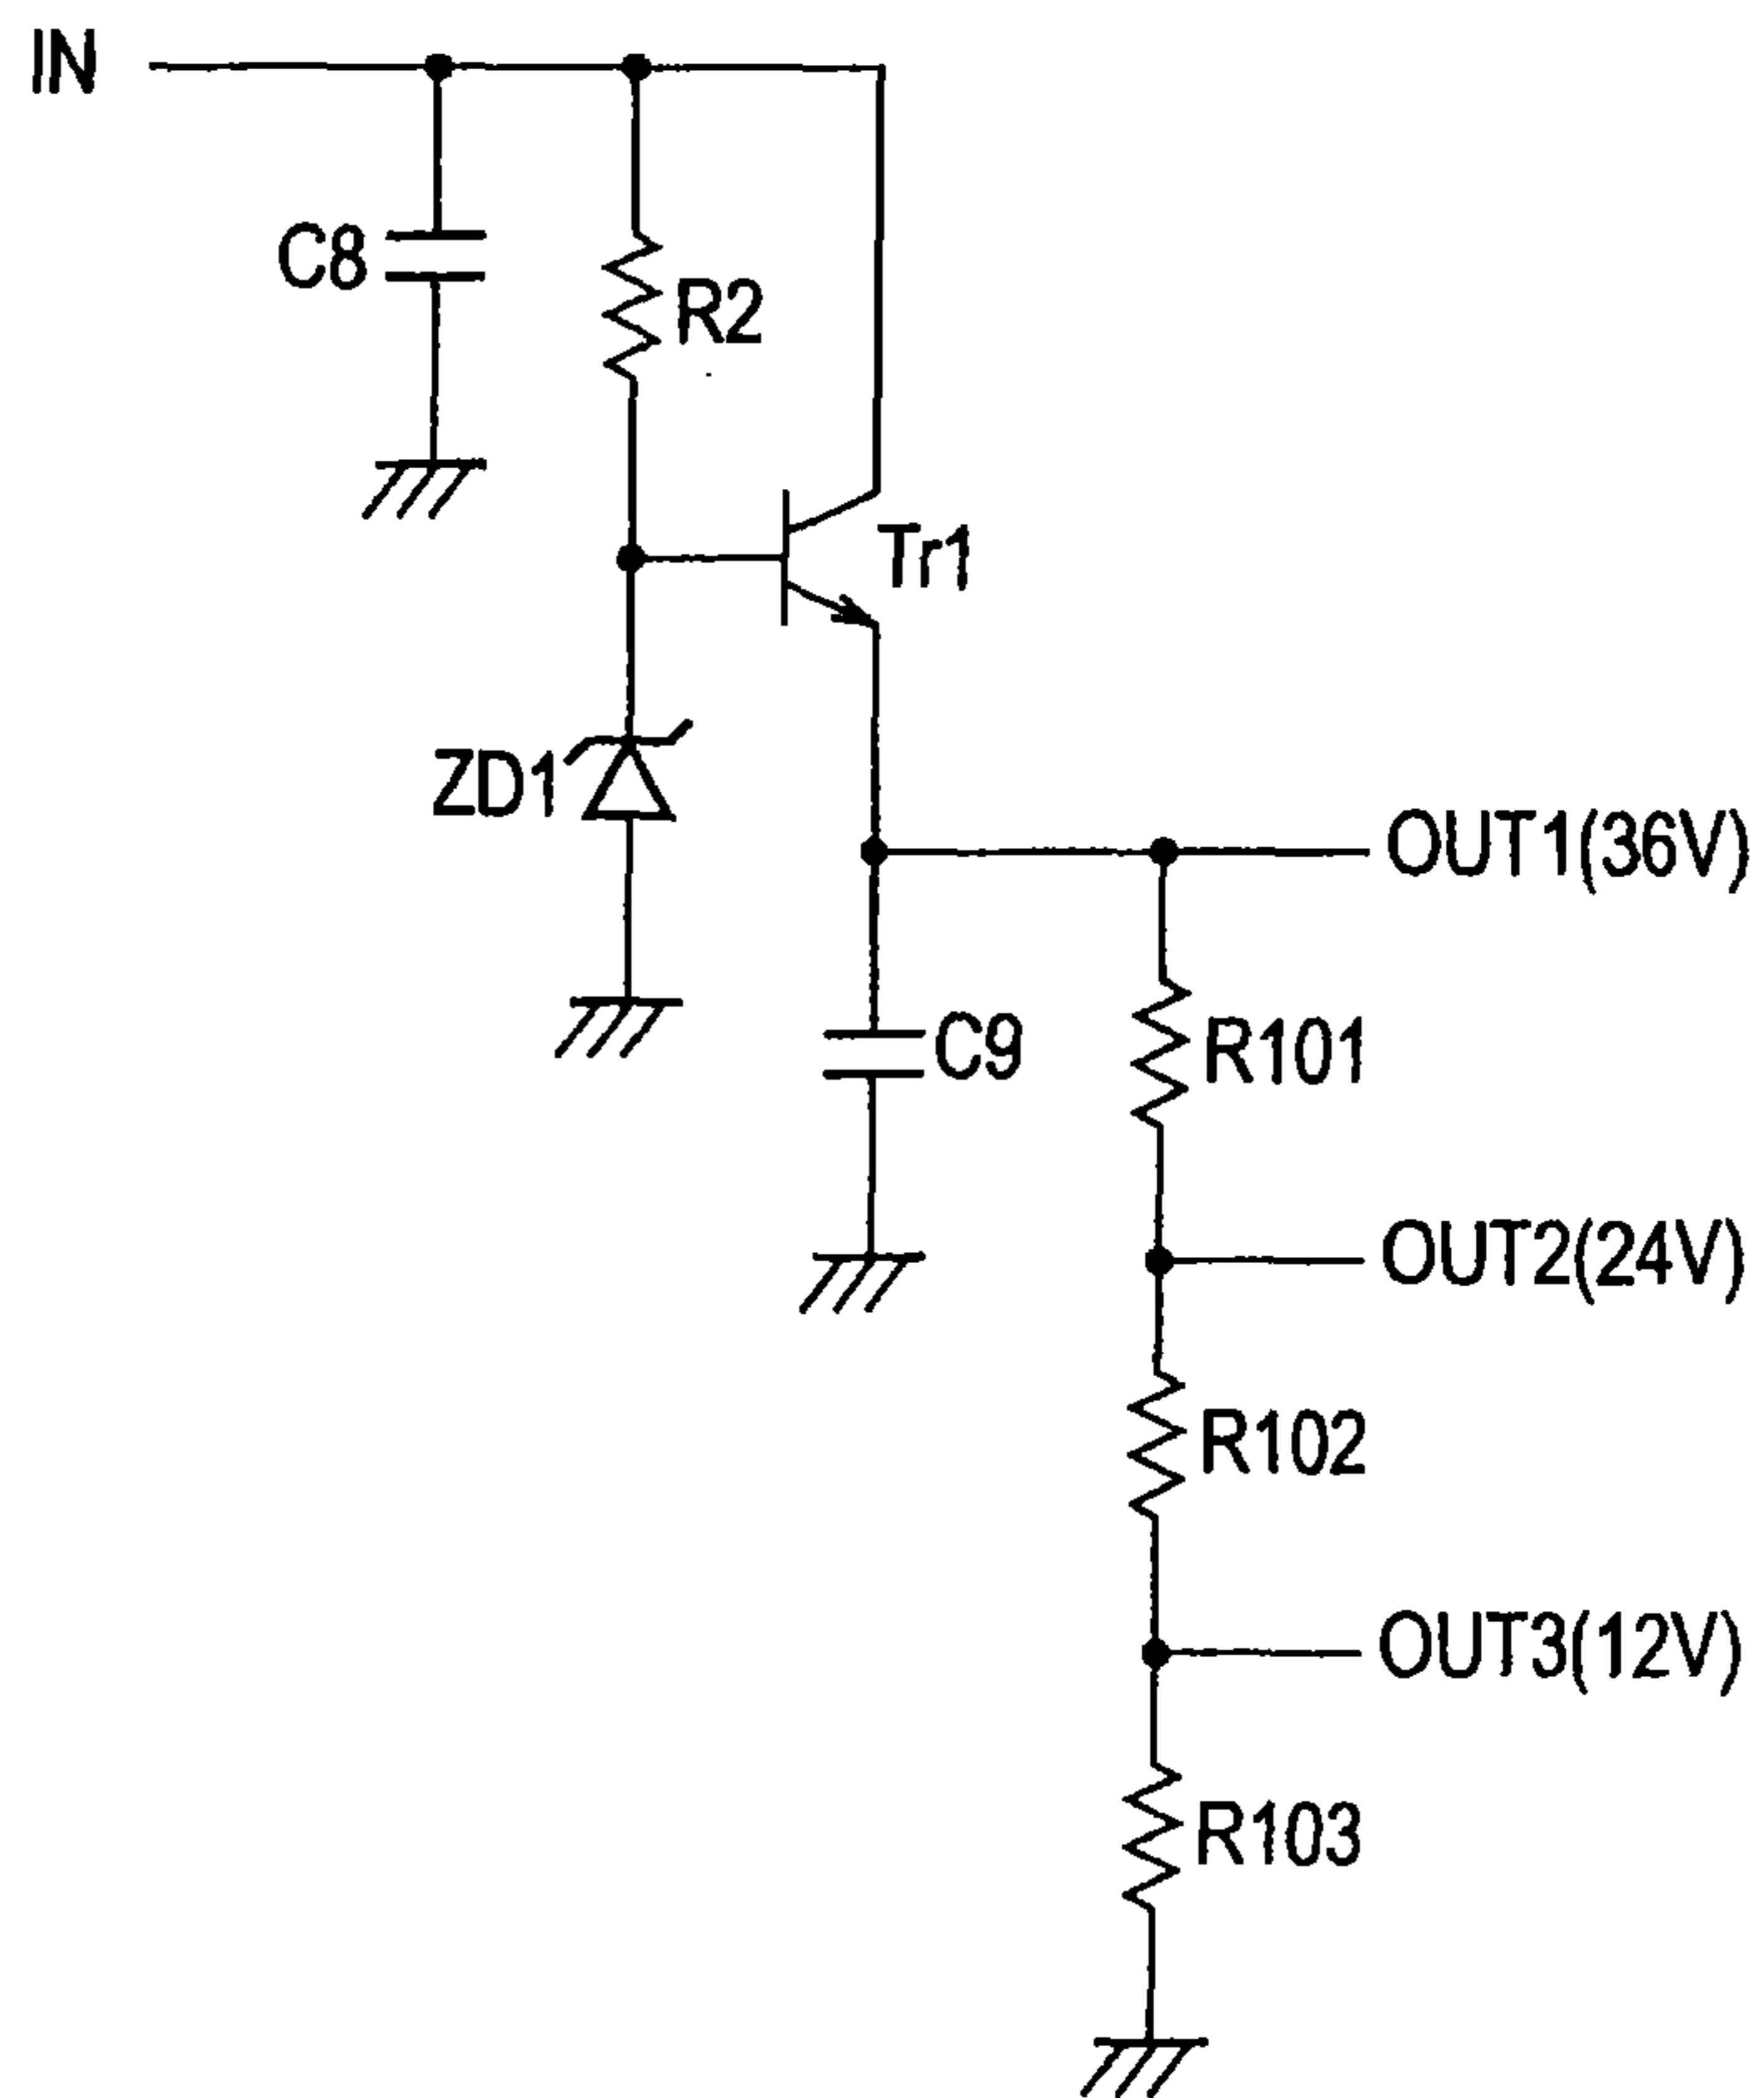 IN
C8
R2
Tr1
ZD1
OUT1(36V)
C9
R101
OUT2(24V)
R102
OUT3(12V)
R103